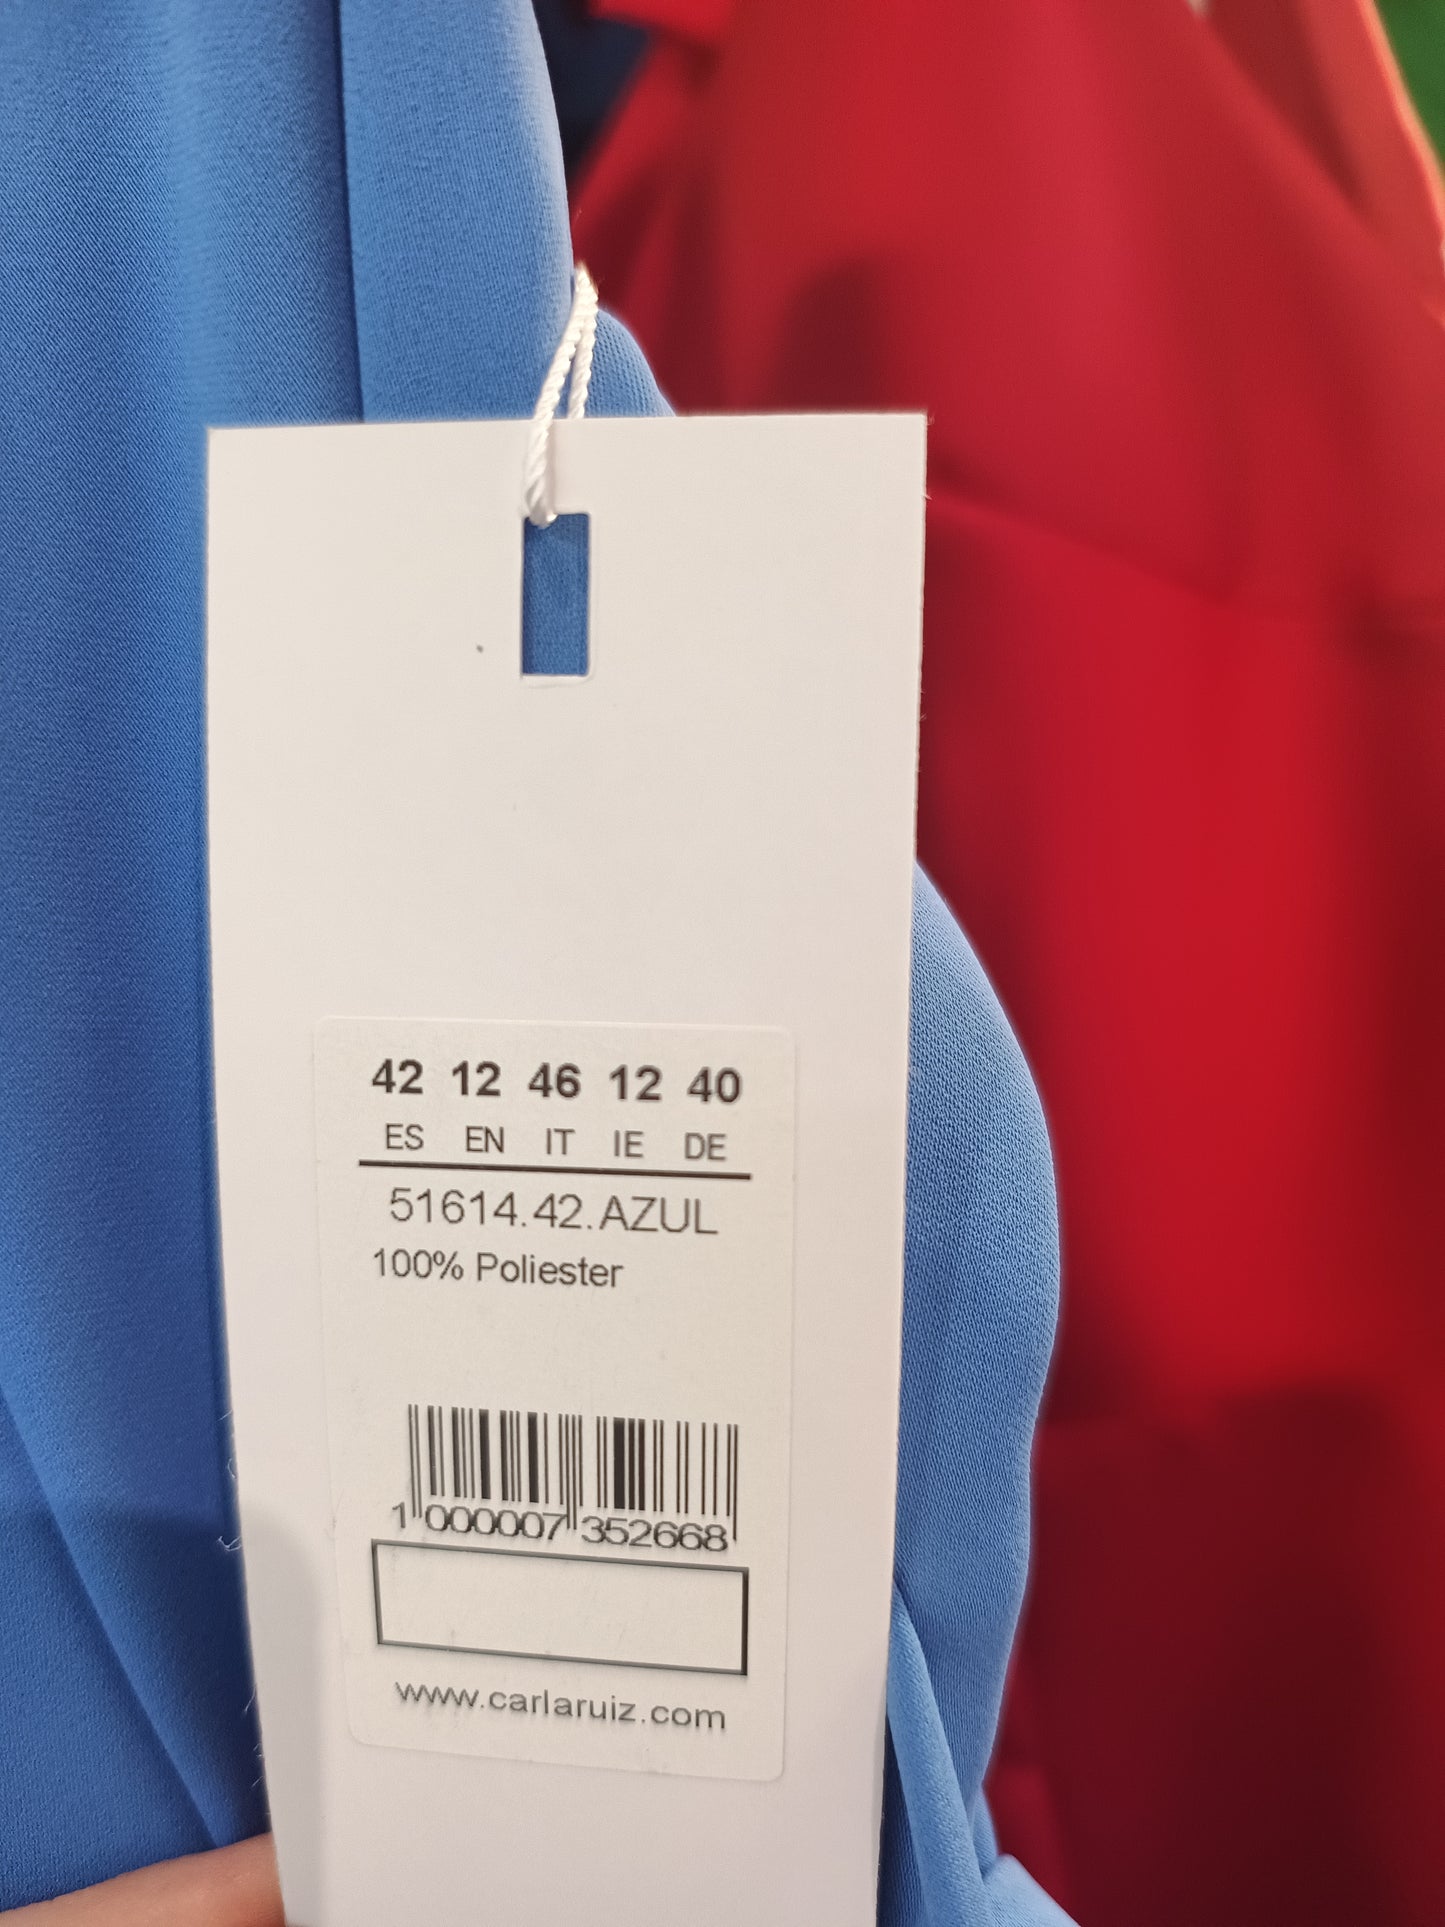 42 12 46 12 40
ES EN IT IE DE
51614.42.AZUL
100% Poliester
1 000007 352668
www.carlaruiz.com